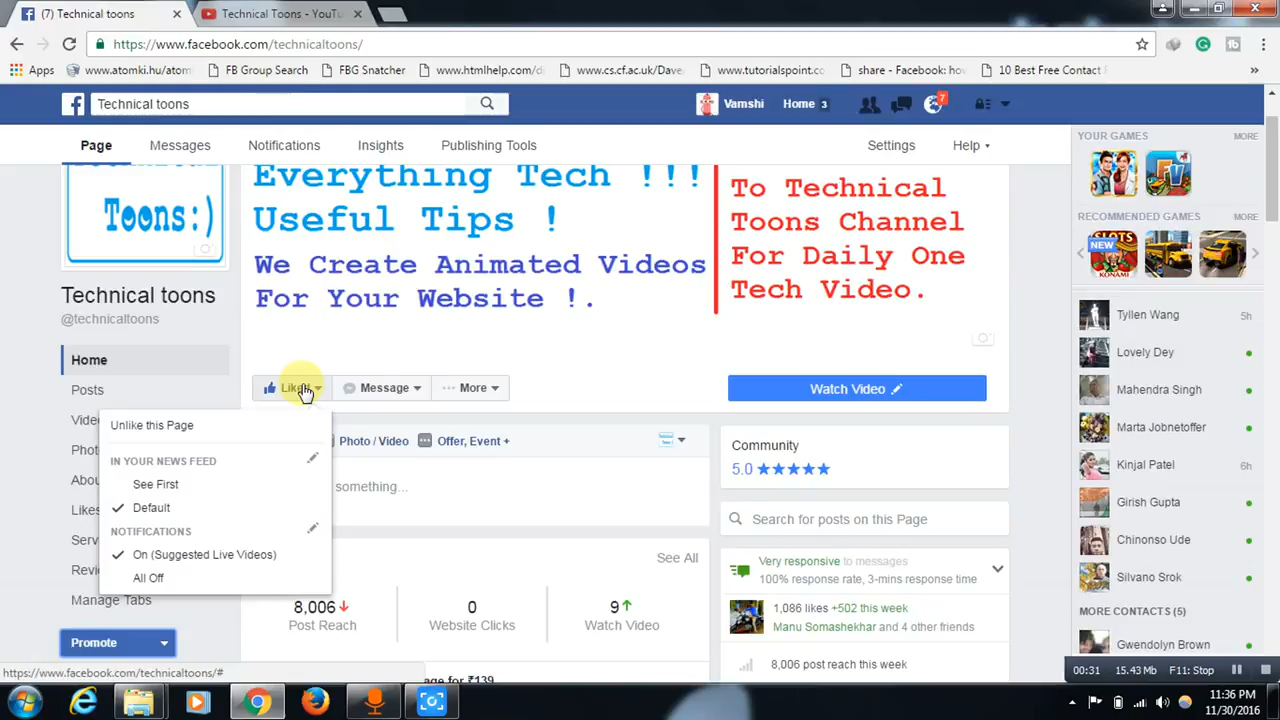 (7) Technical toons
Technical Toons - YouTu
https://www.facebook.com/technicaltoons/
Apps
www.atomki.hu/atom
FB Group Search
FBG Snatcher
www.htmlhelp.com/di
www.cs.cf.ac.uk/Dave
www.tutorialspoint.co
share - Facebook: how
10 Best Free Contact F
Technical toons
Vamshi
Home 3
7
Page
Messages
Notifications
Insights
Publishing Tools
Settings
Help
Toons:)
Everything Tech !!!
Useful Tips !
We Create Animated Videos
For Your Website !.
To Technical
Toons Channel
For Daily One
Tech Video.
Technical toons
@technicaltoons
Home
Posts
Liked
Message
More
Watch Video
Unlike this Page
IN YOUR NEWS FEED
See First
Default
NOTIFICATIONS
On (Suggested Live Videos)
All Off
Manage Tabs
Promote
Photo / Video
Offer, Event +
something...
See All
8,006
Post Reach
0
Website Clicks
9
Watch Video
age for ₹139
Community
5.0
Search for posts on this Page
Very responsive to messages
100% response rate, 3-mins response time
1,086 likes +502 this week
Manu Somashekhar and 4 other friends
8,006 post reach this week
YOUR GAMES
MORE
RECOMMENDED GAMES
MORE
SLOTS
NEW
KONAMI
Tyllen Wang
5h
Lovely Dey
Mahendra Singh
Marta Jobnetoffer
Kinjal Patel
6h
Girish Gupta
Chinonso Ude
Silvano Srok
MORE CONTACTS (5)
Gwendolyn Brown
https://www.facebook.com/technicaltoons/#
00:31
15.43 Mb
F11: Stop
11:36 PM
11/30/2016